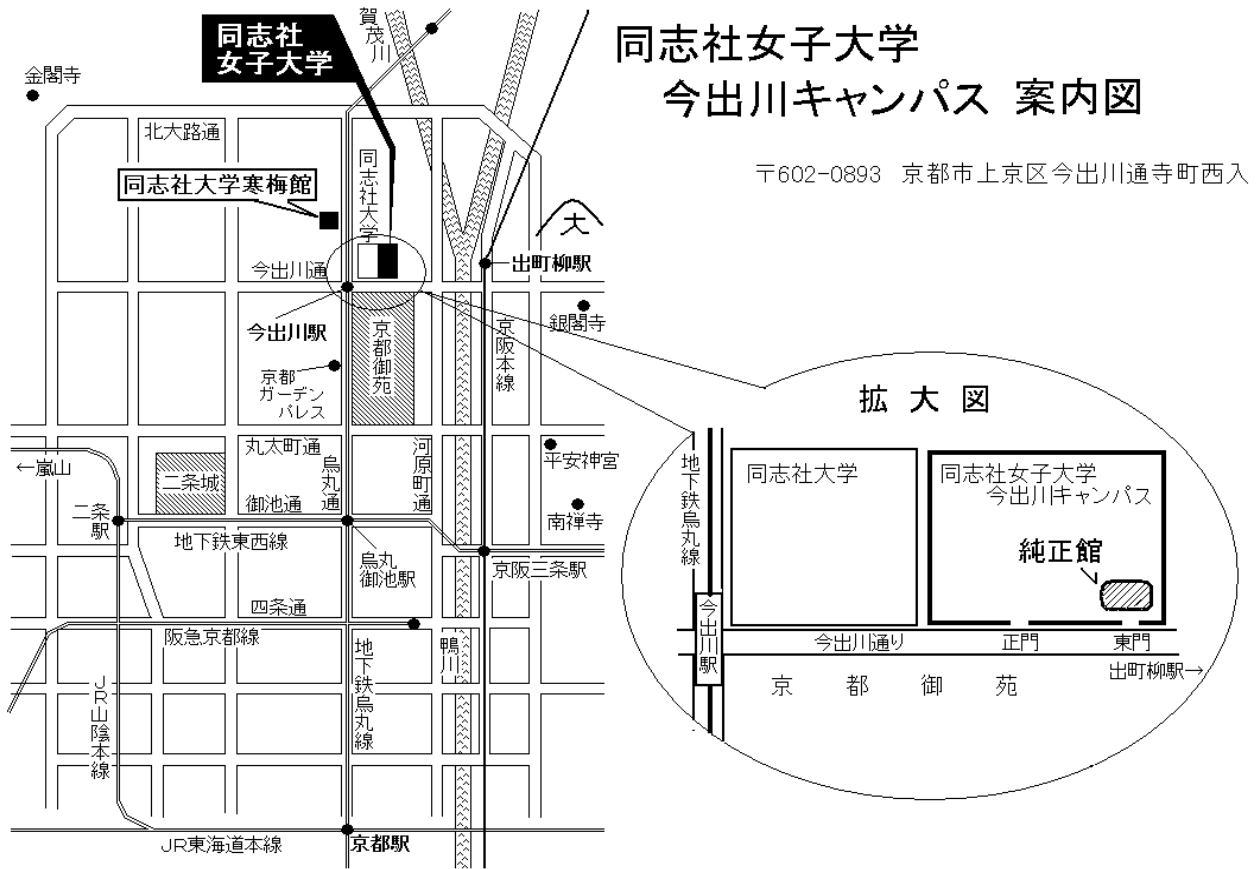 同志社女子大学
今出川キャンパス 案内図
〒602-0893 京都市上京区今出川通寺町西入
同志社
女子大学
賀茂川
金閣寺
北大路通
同志社大学寒梅館
同志社大学
大
今出川通
出町柳駅
今出川駅
京都御苑
京阪本線
銀閣寺
京都
ガーデン
パレス
丸太町通
烏丸通
河原町通
平安神宮
←嵐山
二条城
御池通
二条
駅
南禅寺
地下鉄東西線
烏丸
御池駅
京阪三条駅
四条通
阪急京都線
地下鉄烏丸線
鴨川
JR山陰本線
JR東海道本線
京都駅
拡大図
地下鉄烏丸線
同志社大学
同志社女子大学
今出川キャンパス
純正館
今出川駅
今出川通り
正門
東門
出町柳駅→
京都御苑